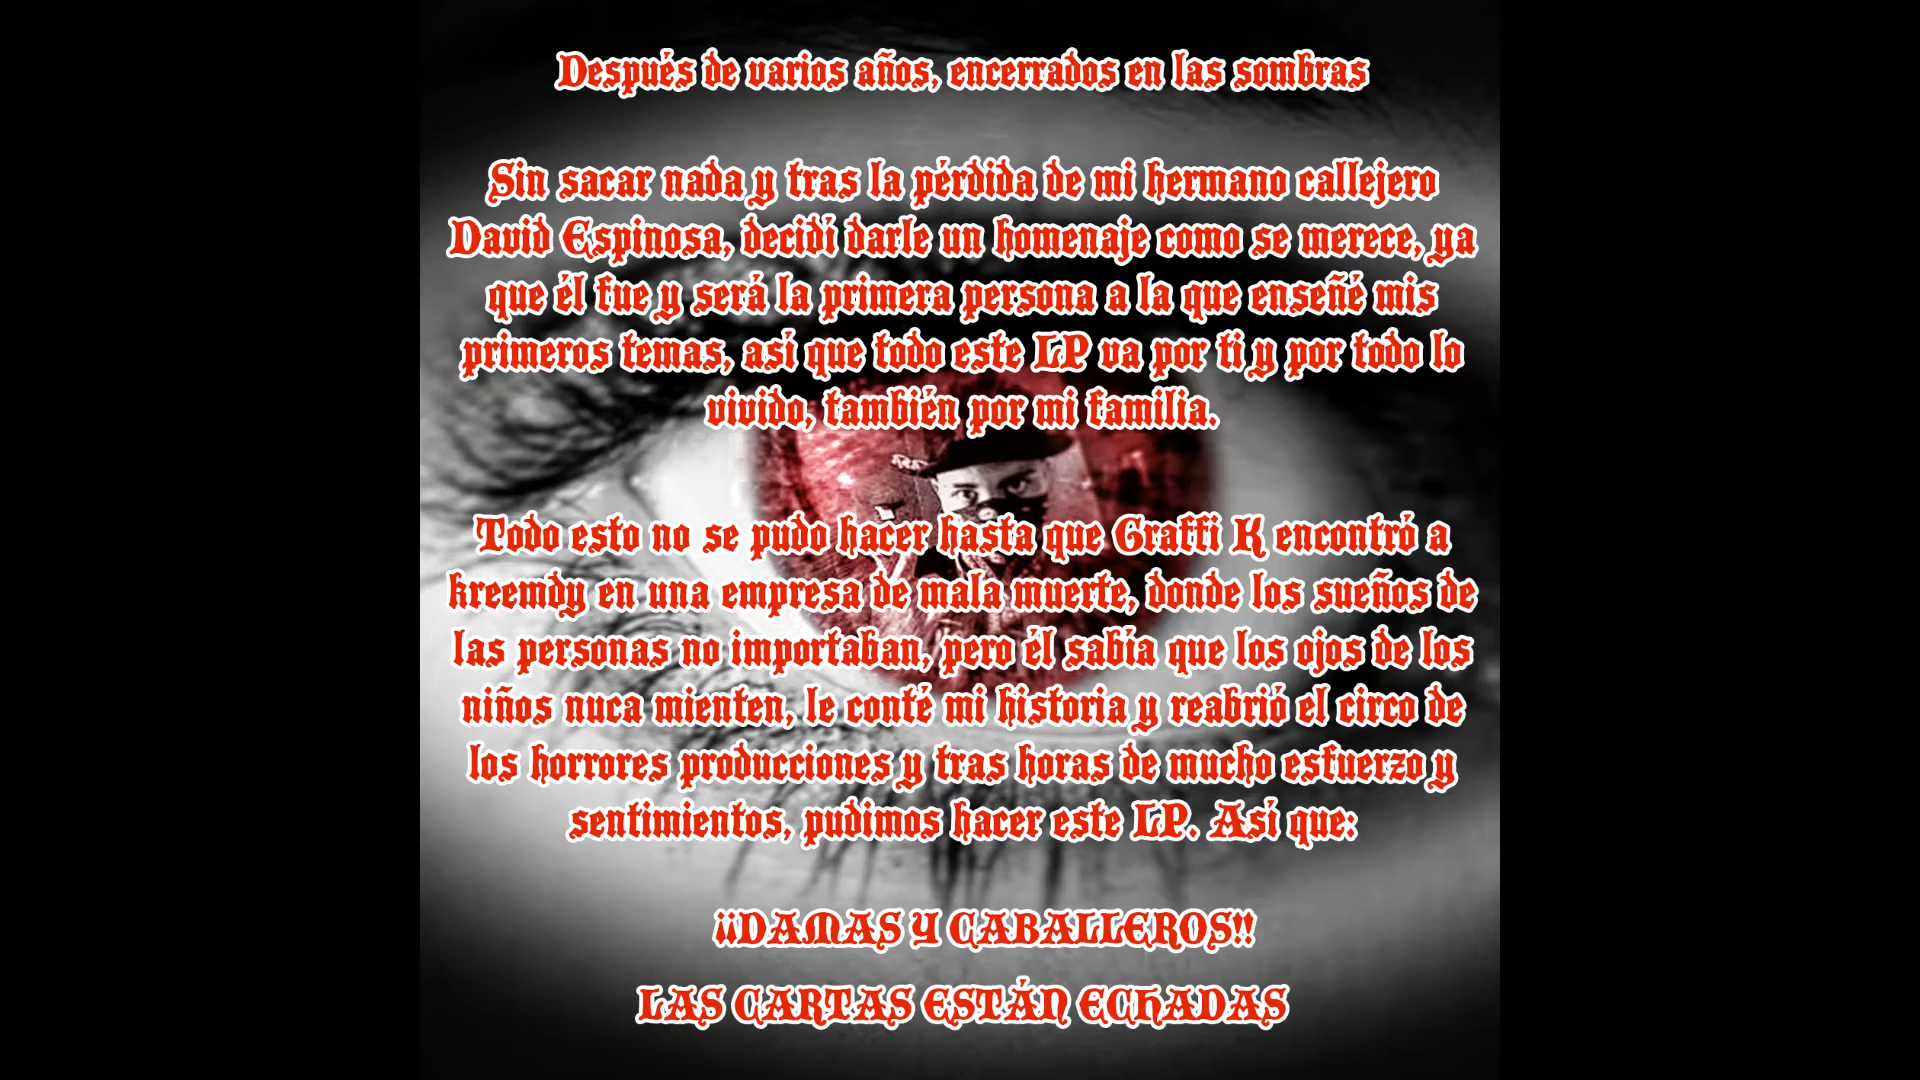 Después de varios años, encerrados en las sombras
Sin sacar nada y tras la pérdida de mi hermano callejero
David Espinosa, decidí darle un homenaje como se merece, ya
que él fue y será la primera persona a la que enseñé mis
primeros temas, así que todo este LP va por ti y por todo lo
vivido, también por mi familia.
Todo esto no se pudo hacer hasta que Graffi K encontró a
kreemdy en una empresa de mala muerte, donde los sueños de
las personas no importaban, pero él sabía que los ojos de los
niños nuca mienten, le conté mi historia y reabrió el circo de
los horrores producciones y tras horas de mucho esfuerzo y
sentimientos, pudimos hacer este LP. Así que:
¡¡DAMAS Y CABALLEROS!!
LAS CARTAS ESTÁN ECHADAS